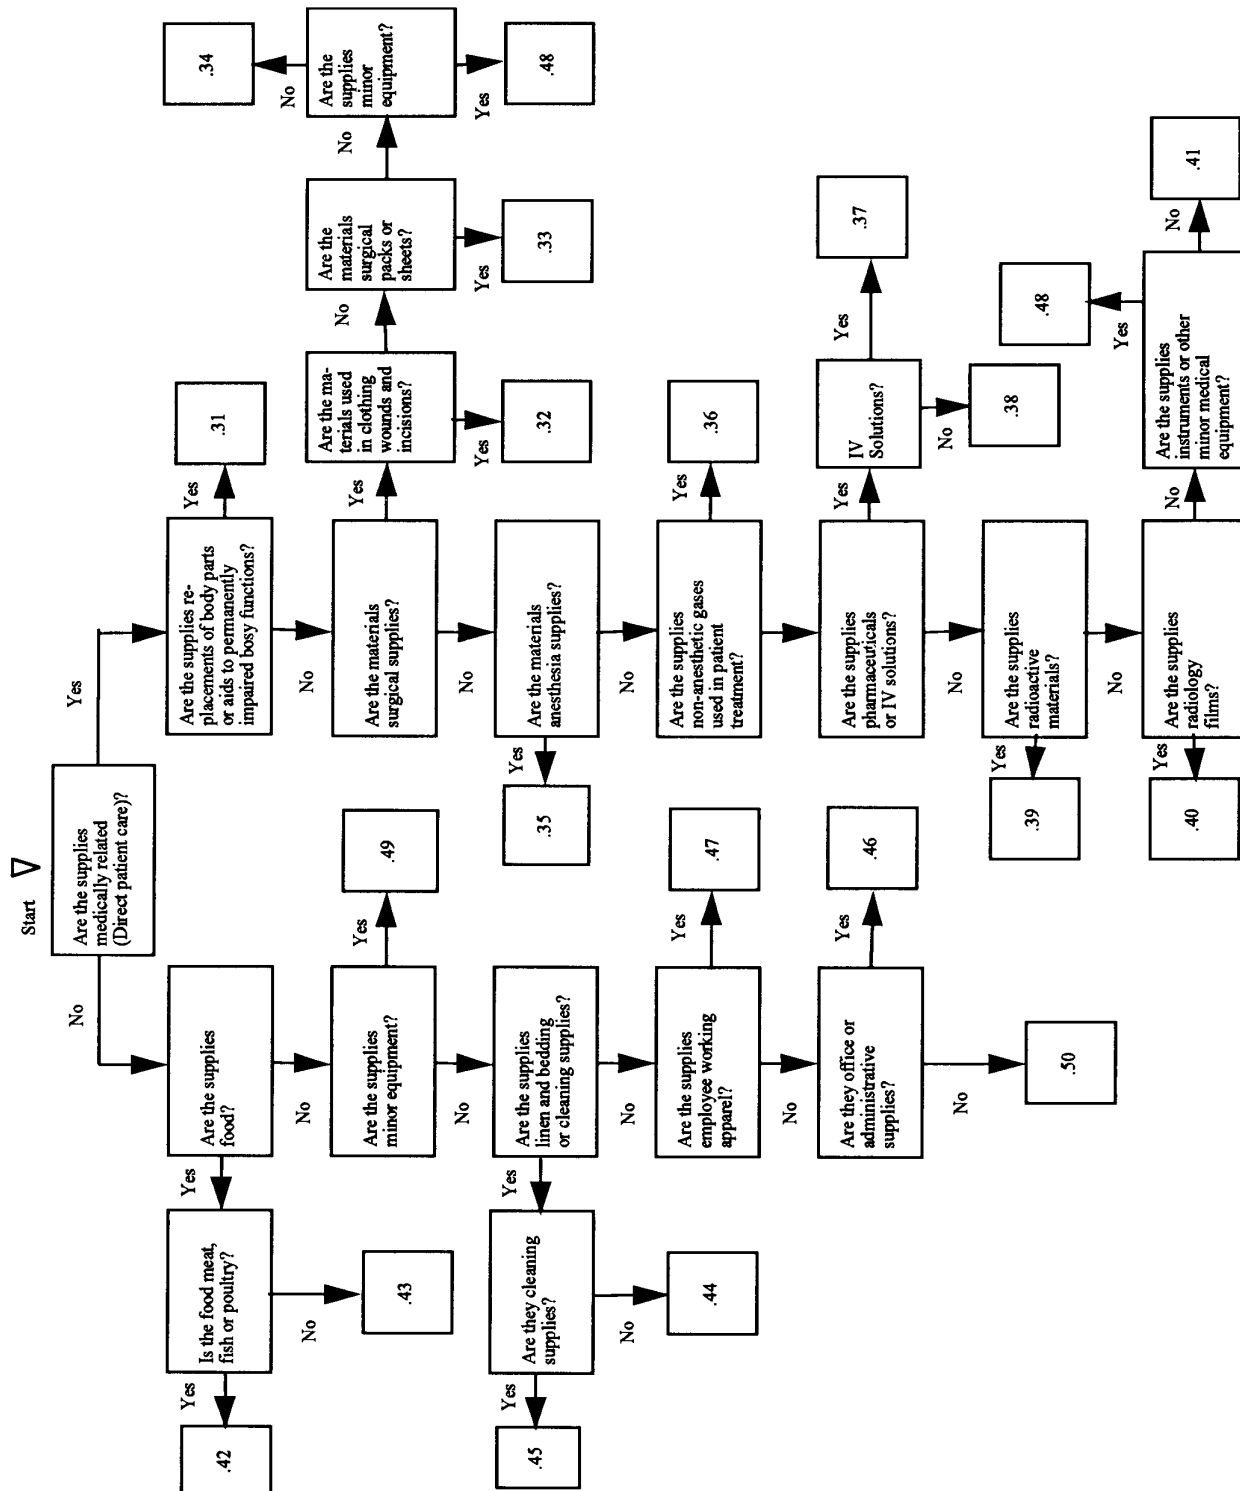 Start
Are the supplies
medically related
(Direct patient care)?
No
Yes
Are the supplies
food?
Yes
Is the food meat,
fish or poultry?
Yes
.42
No
.43
No
Are the supplies
minor equipment?
Yes
.49
No
Are the supplies
linen and bedding
or cleaning supplies?
Yes
Are they cleaning
supplies?
Yes
.45
No
.44
No
Are the supplies
employee working
apparel?
Yes
.47
No
Are they office or
administrative
supplies?
Yes
.46
No
.50
Are the supplies re-
placements of body parts
or aids to permanently
impaired bosy functions?
Yes
.31
No
Are the materials
surgical supplies?
Yes
Are the ma-
terials used
in clothing
wounds and
incisions?
Yes
.32
No
Are the
materials
surgical
packs or
sheets?
Yes
.33
No
Are the
supplies
minor
equipment?
No
.34
Yes
.48
No
Are the materials
anesthesia supplies?
Yes
.35
No
Are the supplies
non-anesthetic gases
used in patient
treatment?
Yes
.36
No
Are the supplies
pharmaceuticals
or IV solutions?
Yes
IV
Solutions?
Yes
.37
No
.38
No
Are the supplies
radioactive
materials?
Yes
.39
No
Are the supplies
radiology
films?
Yes
.40
No
Are the supplies
instruments or other
minor medical
equipment?
Yes
.48
No
.41